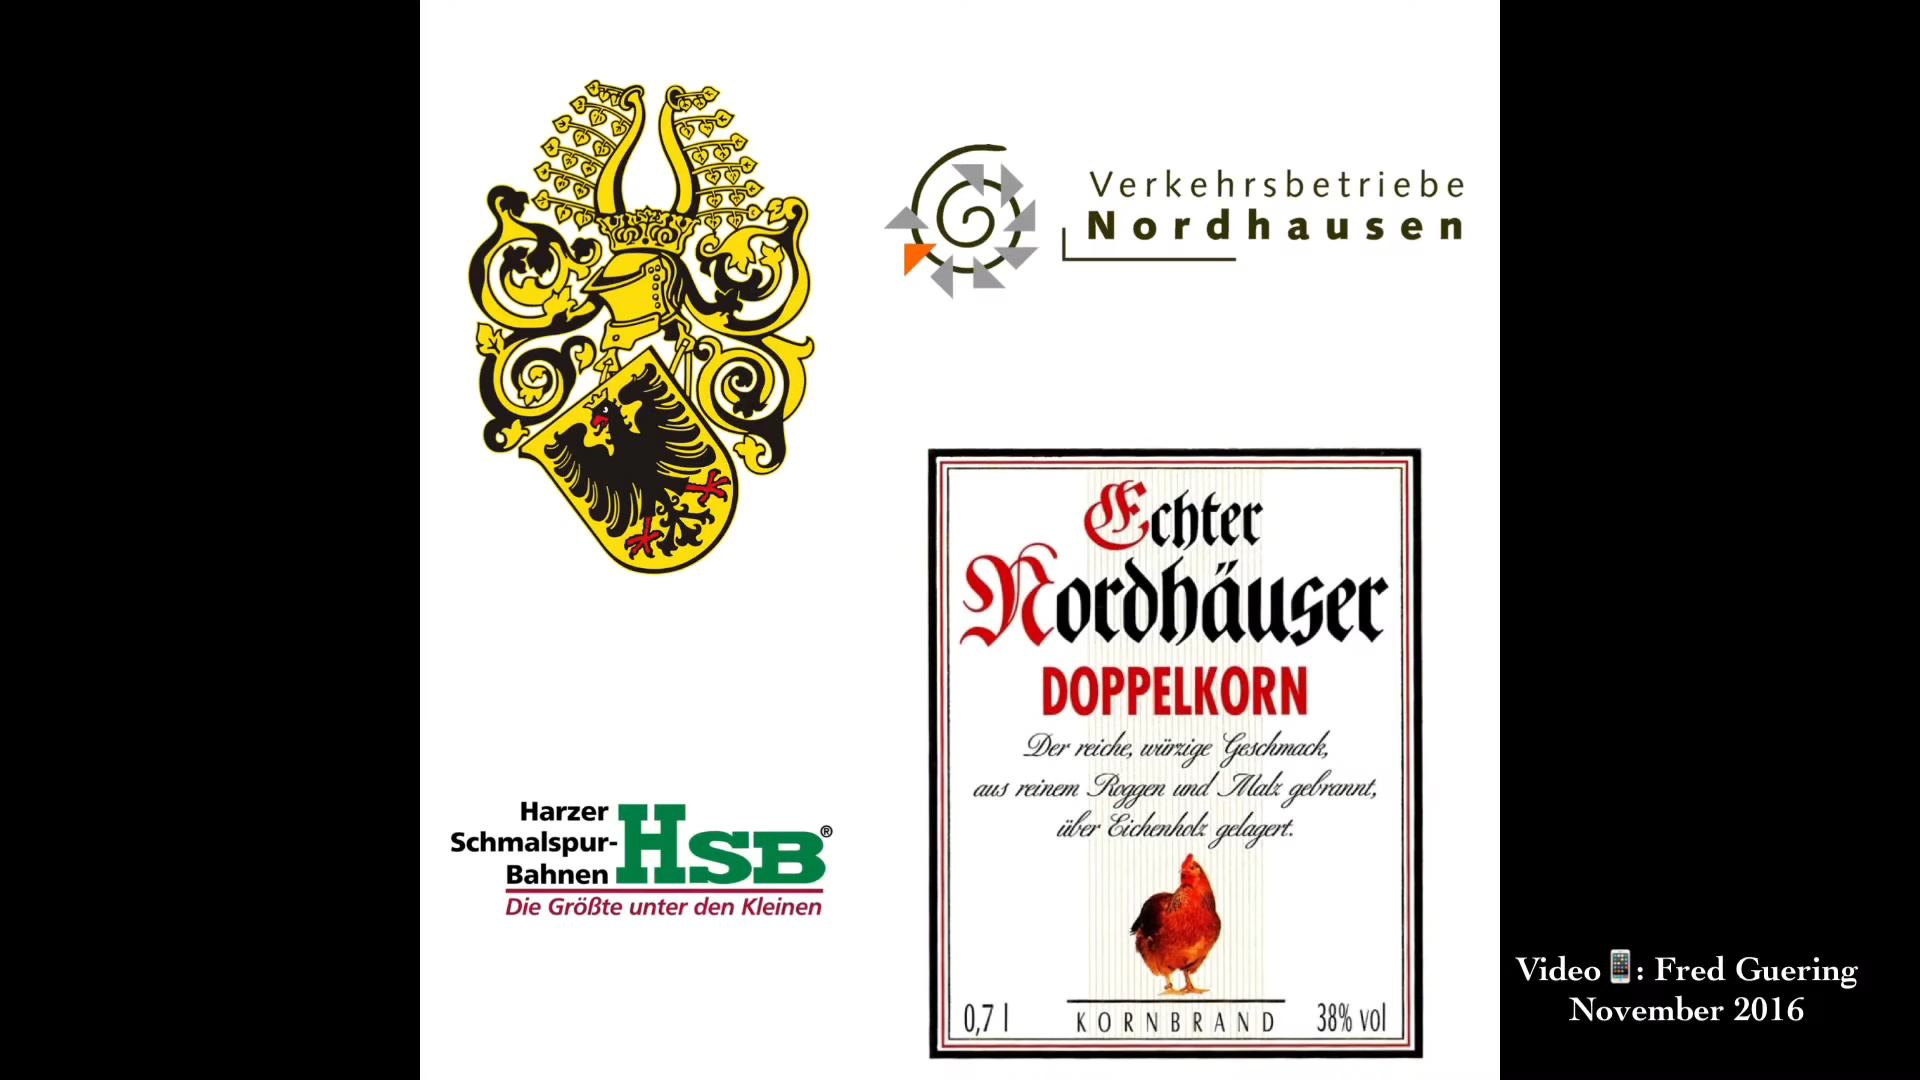 Verkehrsbetriebe
Nordhausen
Echter
Nordhäuser
DOPPELKORN
Der reiche, würzige Geschmack,
aus reinem Roggen und Malz gebrannt,
über Eichenholz gelagert.
0,7 l KORNBRAND 38% vol
Harzer
Schmalspur-
Bahnen
HSB®
Die Größte unter den Kleinen
Video📱: Fred Guering
November 2016